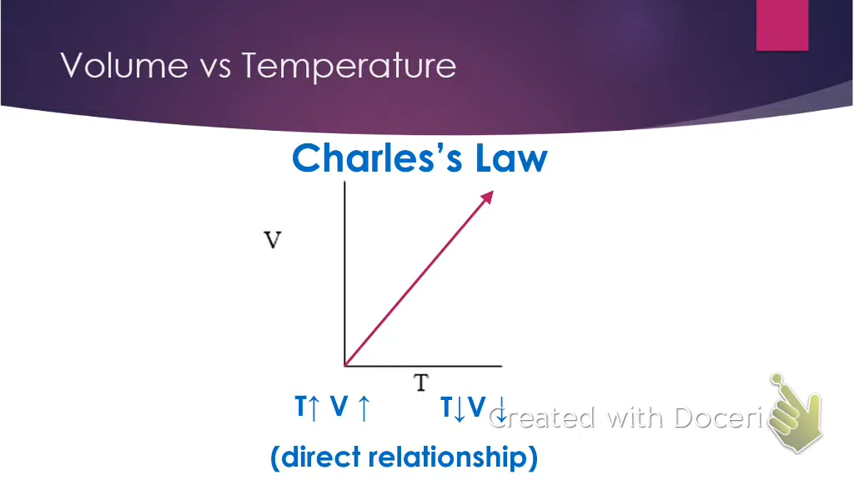 Volume vs Temperature
Charles's Law
V
T
T↑ V ↑ T↓V ↓
Created with Doceri
(direct relationship)